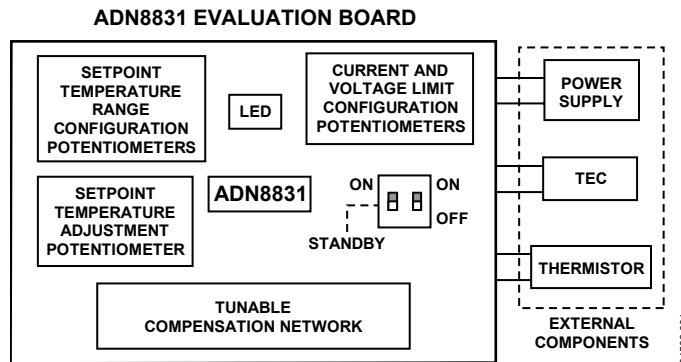 ADN8831 EVALUATION BOARD
SETPOINT
TEMPERATURE
RANGE
CONFIGURATION
POTENTIOMETERS
LED
CURRENT AND
VOLTAGE LIMIT
CONFIGURATION
POTENTIOMETERS
POWER
SUPPLY
SETPOINT
TEMPERATURE
ADJUSTMENT
POTENTIOMETER
ADN8831
ON
ON
OFF
STANDBY
TEC
THERMISTOR
TUNABLE
COMPENSATION NETWORK
EXTERNAL
COMPONENTS